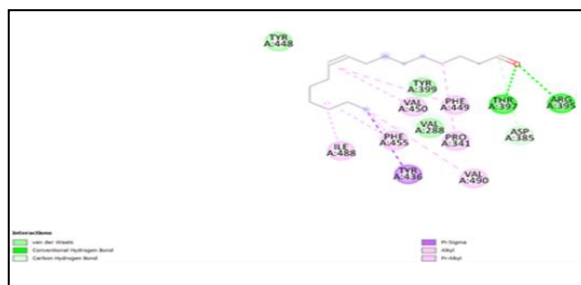 TYR
A:448
TYR
A:399
VAL
A:450
PHE
A:449
THR
A:397
ARG
A:395
VAL
A:288
ASP
A:385
PHE
A:455
PRO
A:341
ILE
A:488
TYR
A:436
VAL
A:490
Interactions
van der Waals
Conventional Hydrogen Bond
Carbon Hydrogen Bond
Pi-Sigma
Alkyl
Pi-Alkyl